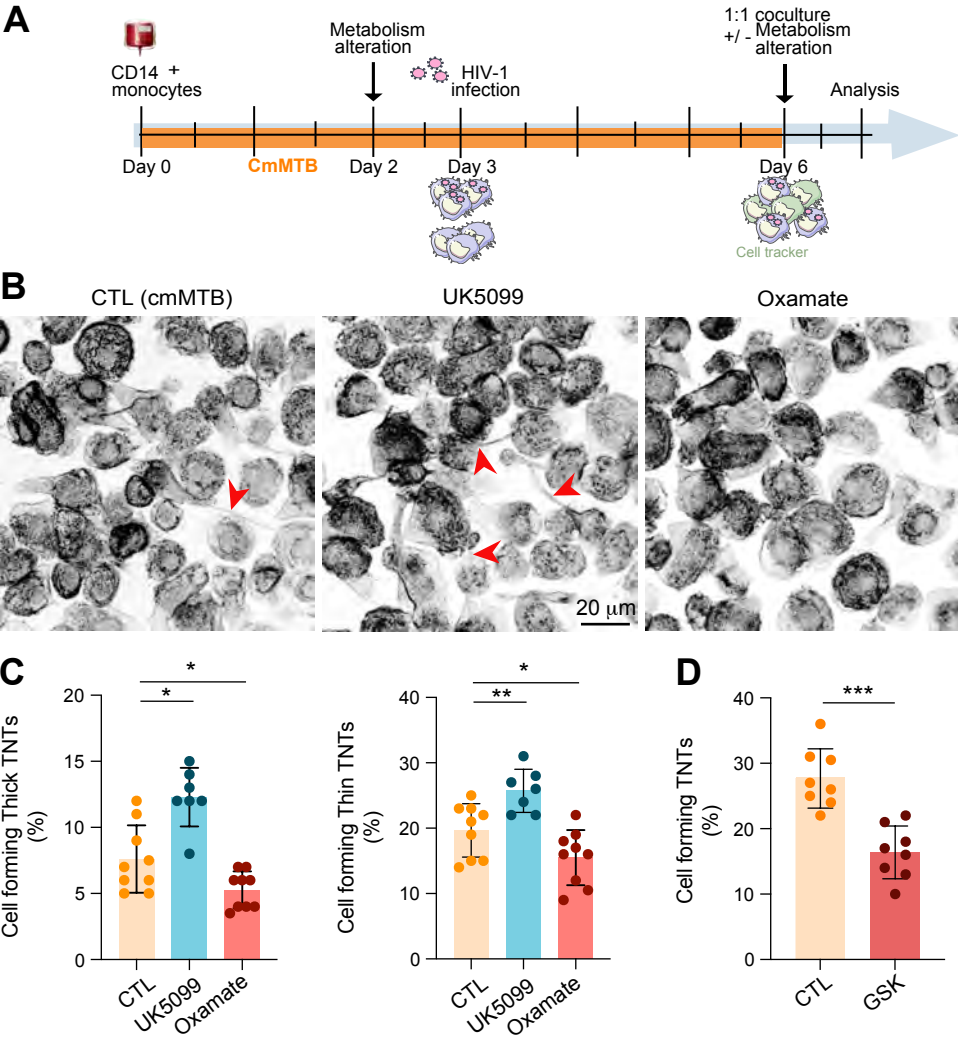 A
CD14 +
monocytes
Metabolism
alteration
HIV-1
infection
1:1 coculture
+/ - Metabolism
alteration
Analysis
Day 0
CmMTB
Day 2
Day 3
Day 6
Cell tracker
B
CTL (cmMTB)
UK5099
Oxamate
20 μm
C
Cell forming Thick TNTs
(%)
20
15
10
5
0
*
*
CTL
UK5099
Oxamate
Cell forming Thin TNTs
(%)
40
30
20
10
0
*
**
CTL
UK5099
Oxamate
D
Cell forming TNTs
(%)
40
30
20
10
0
***
CTL
GSK